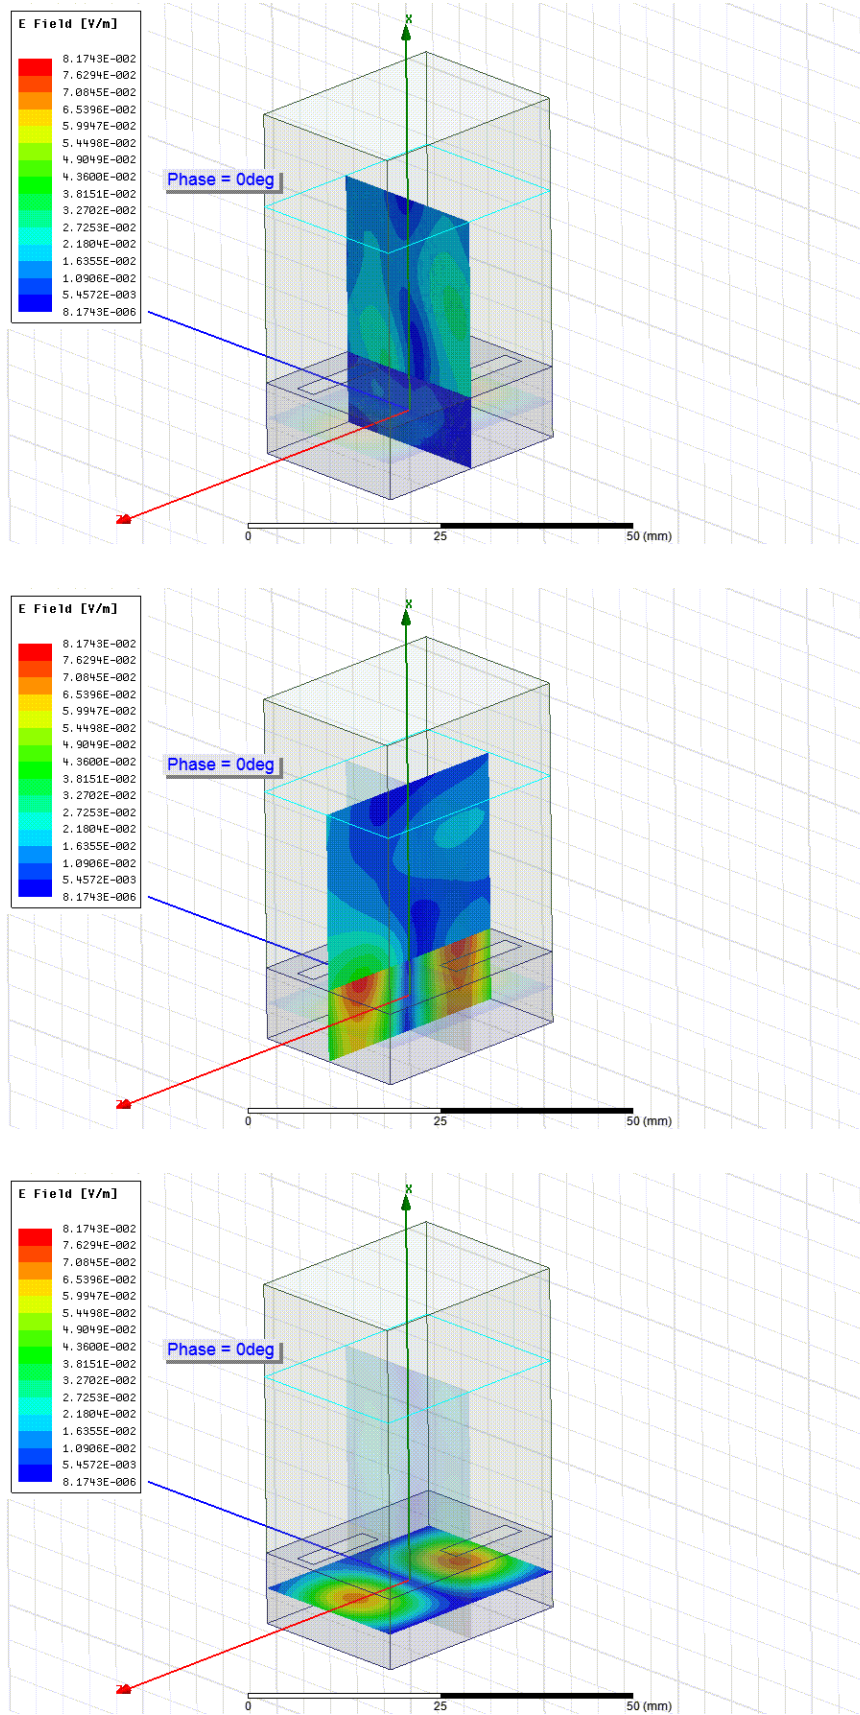 E Field [V/m]
8.1743E-002
7.6294E-002
7.0845E-002
6.5396E-002
5.9947E-002
5.4498E-002
4.9049E-002
4.3600E-002
3.8151E-002
3.2702E-002
2.7253E-002
2.1804E-002
1.6355E-002
1.0906E-002
5.4572E-003
8.1743E-006
X
Phase = 0deg
0
25
50 (mm)
E Field [V/m]
8.1743E-002
7.6294E-002
7.0845E-002
6.5396E-002
5.9947E-002
5.4498E-002
4.9049E-002
4.3600E-002
3.8151E-002
3.2702E-002
2.7253E-002
2.1804E-002
1.6355E-002
1.0906E-002
5.4572E-003
8.1743E-006
X
Phase = 0deg
0
25
50 (mm)
E Field [V/m]
8.1743E-002
7.6294E-002
7.0845E-002
6.5396E-002
5.9947E-002
5.4498E-002
4.9049E-002
4.3600E-002
3.8151E-002
3.2702E-002
2.7253E-002
2.1804E-002
1.6355E-002
1.0906E-002
5.4572E-003
8.1743E-006
X
Phase = 0deg
0
25
50 (mm)